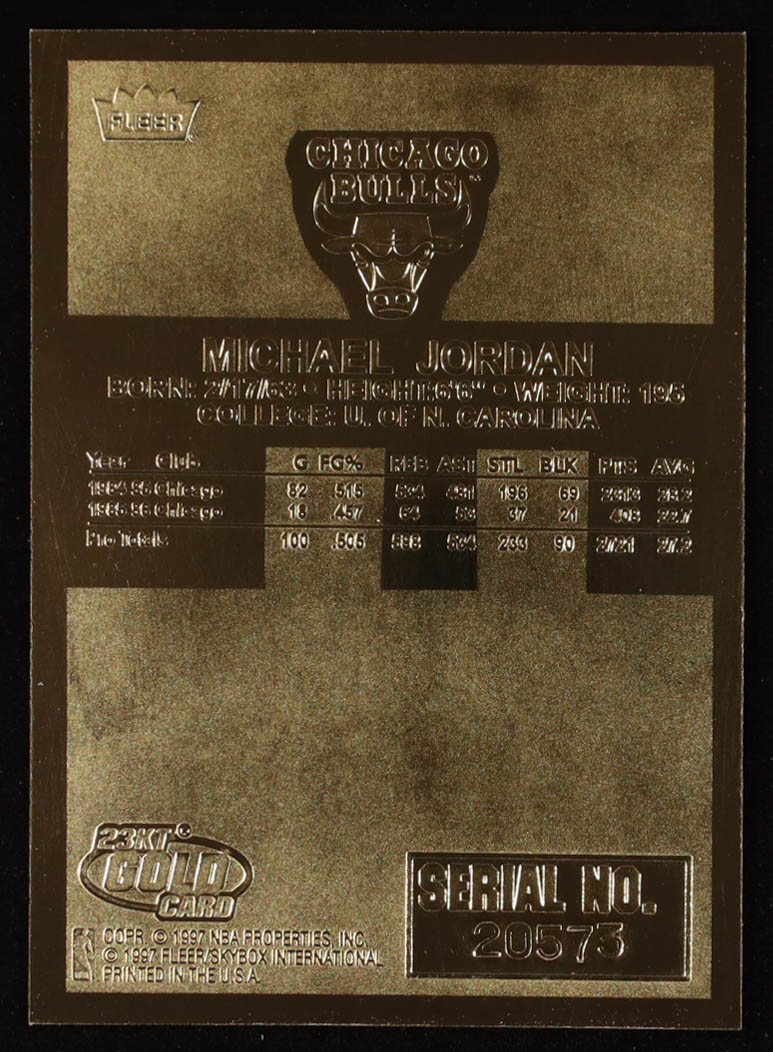 FLEER
CHICAGO
BULLS
MICHAEL JORDAN
BORN: 2/17/63 • HEIGHT:6'6" • WEIGHT: 195
COLLEGE: U. OF N. CAROLINA
Year Club G FG% REB AST STL BLK PTS AVG
1984-85 Chicago 82 .515 534 481 196 69 2313 28.2
1985-86 Chicago 18 .457 64 53 37 21 408 22.7
Pro Totals 100 .505 598 534 233 90 2721 27.2
23KT
GOLD
CARD
SERIAL NO.
20573
COPR. © 1997 NBA PROPERTIES, INC.
© 1997 FLEER/SKYBOX INTERNATIONAL
PRINTED IN THE U.S.A.